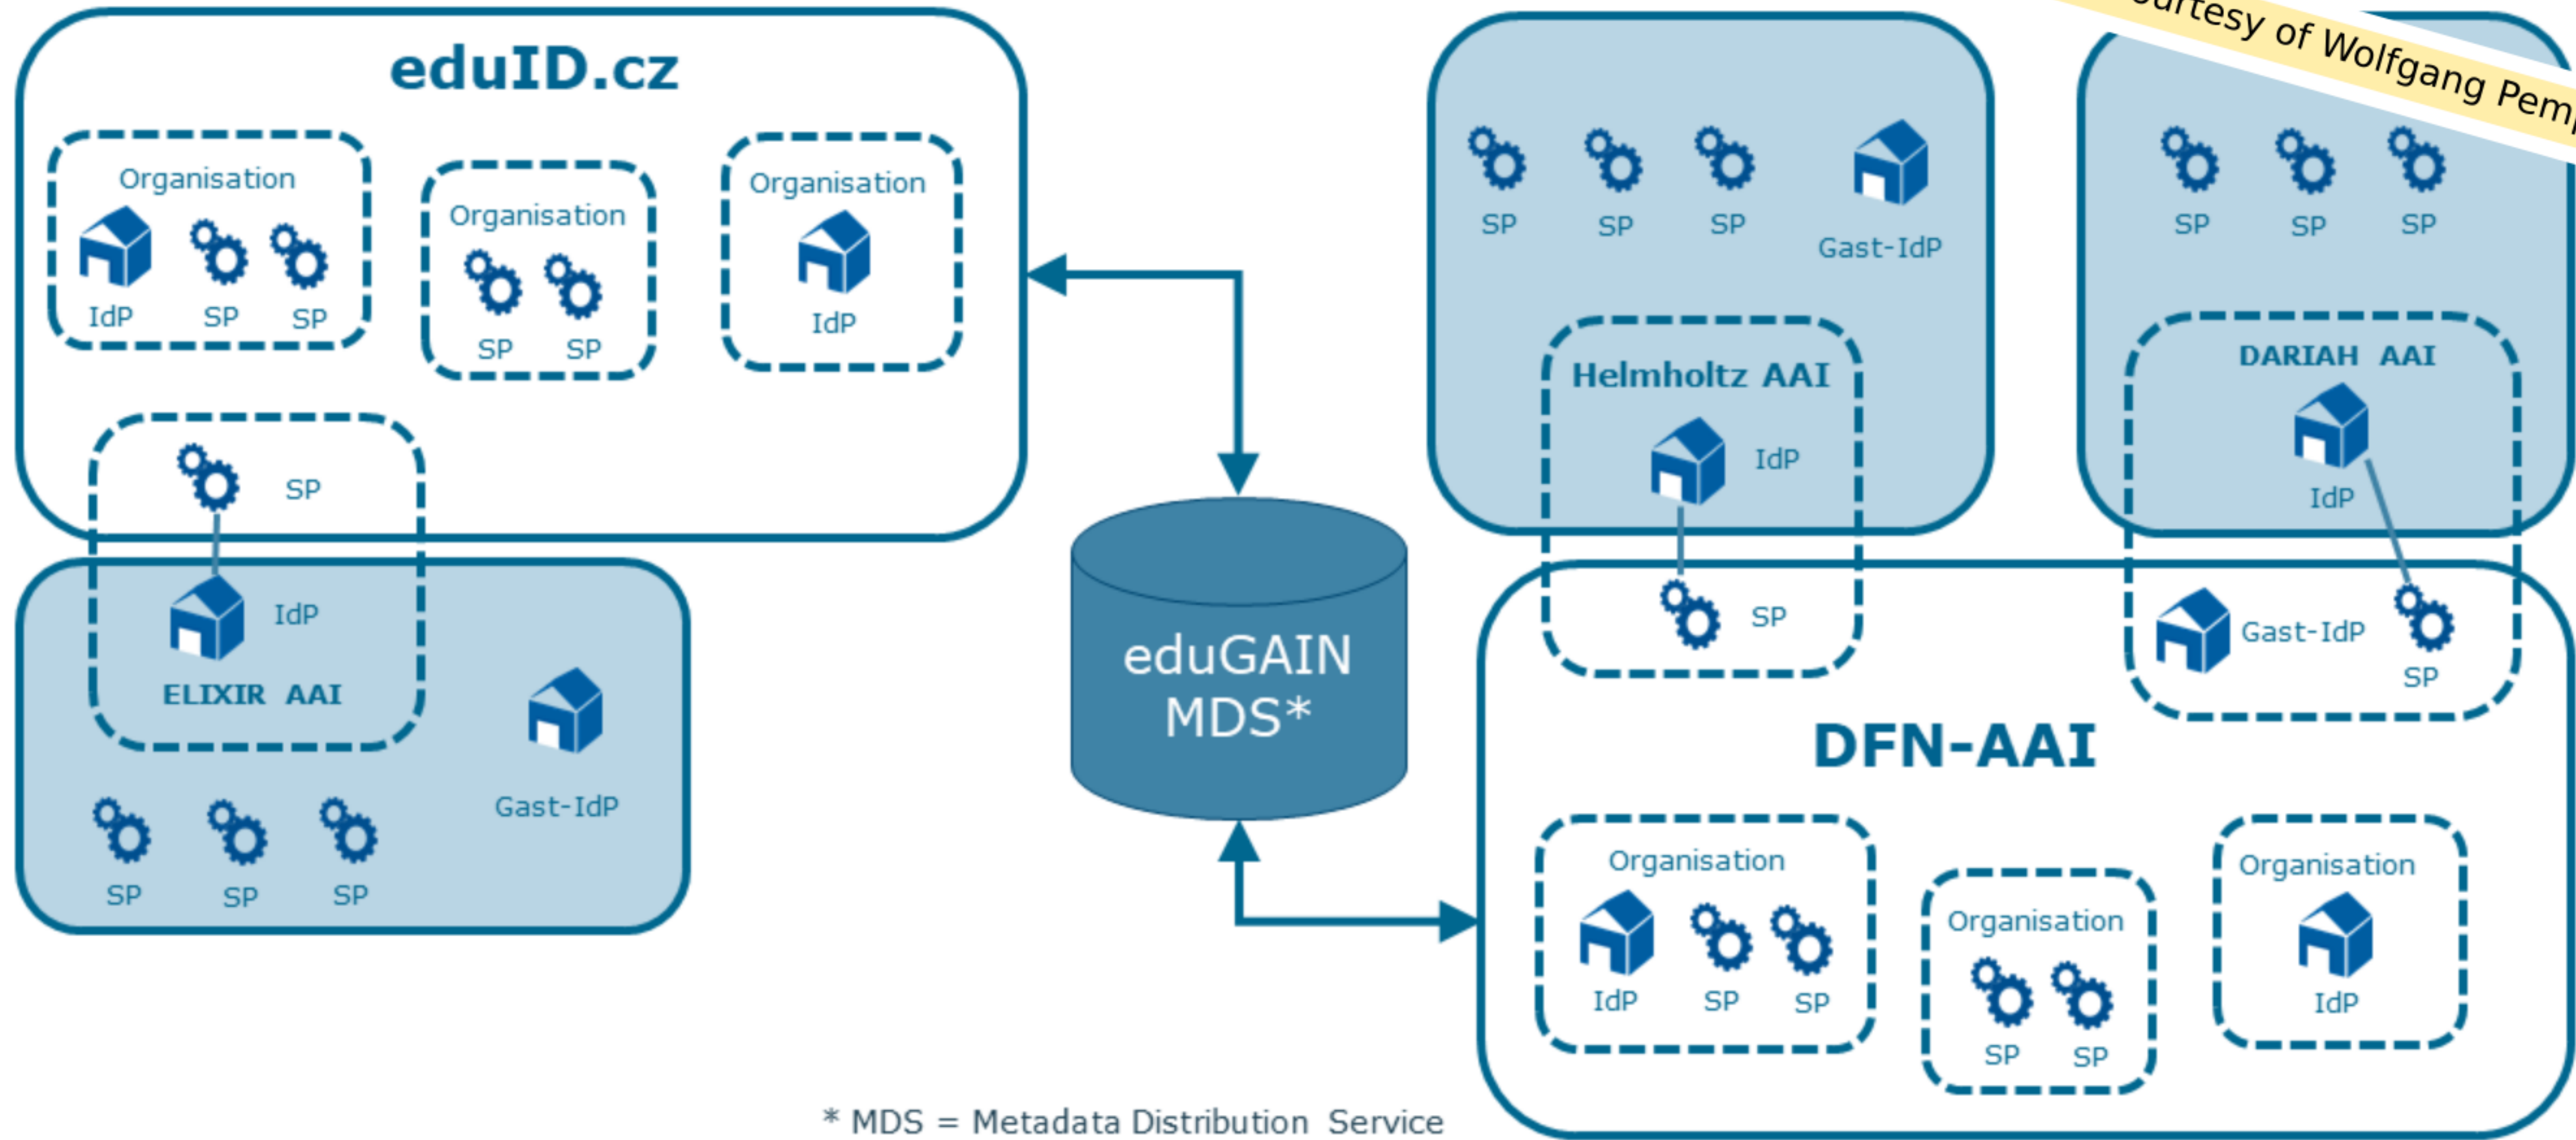 eduID.cz
Organisation
IdP SP SP
Organisation
SP SP
Organisation
IdP
SP
IdP
ELIXIR AAI
Gast-IdP
SP SP SP
eduGAIN
MDS*
SP SP SP
Gast-IdP
Helmholtz AAI
IdP
SP
of Wolfgang
SP SP SP
DARIAH AAI
IdP
Gast-IdP
SP
DFN-AAI
Organisation
IdP SP SP
Organisation
SP SP
Organisation
IdP
* MDS = Metadata Distribution Service